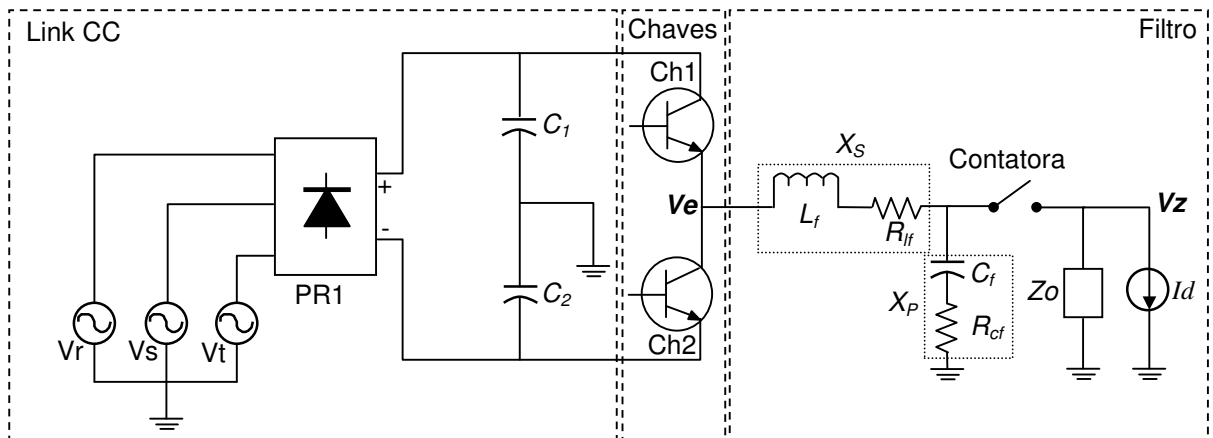 Link CC
Chaves
Filtro
Ch1
C1
XS
Contatora
+
Ve
Vz
Lf
Rlf
-
PR1
C2
Cf
Zo
Id
XP
Rcf
Vr
Vs
Vt
Ch2